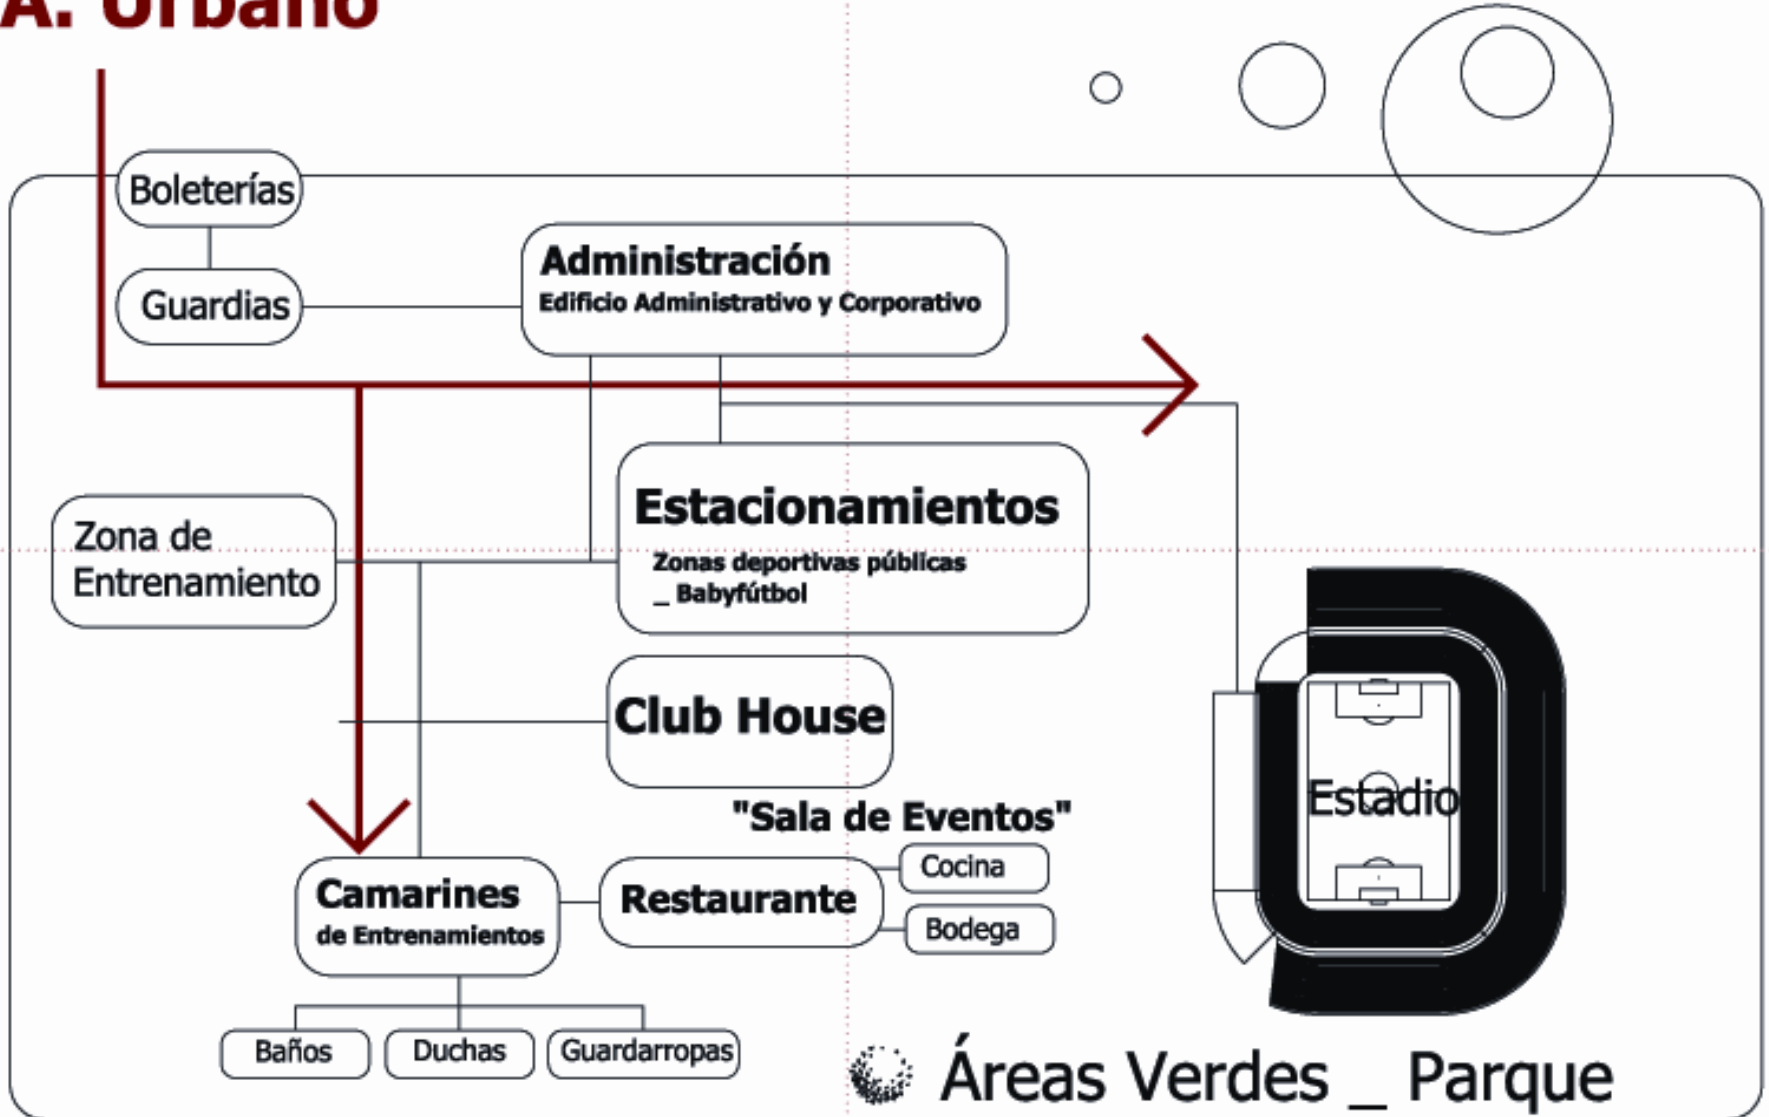 A. Urbano
Boleterías
Guardias
Administración
Edificio Administrativo y Corporativo
Estacionamientos
Zonas deportivas públicas
_ Babyfútbol
Zona de
Entrenamiento
Club House
"Sala de Eventos"
Estadio
Camarines
de Entrenamientos
Restaurante
Cocina
Bodega
Baños
Duchas
Guardarropas
Áreas Verdes _ Parque